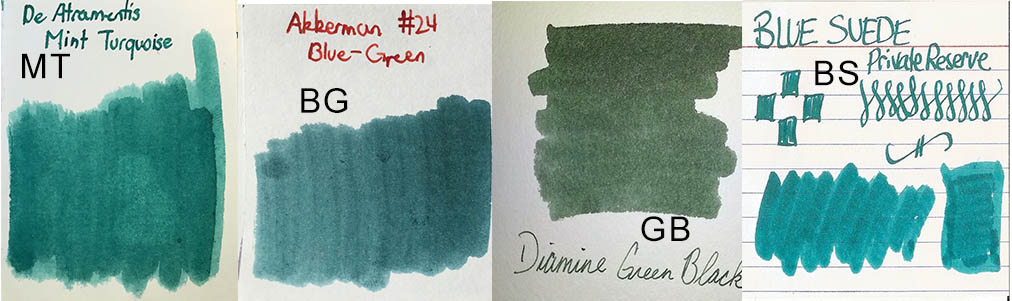 De Atramentis
Mint Turquoise
MT
Akkerman #24
Blue-Green
BG
GB
Diamine Green Black
BLUE SUEDE
Private Reserve
BS